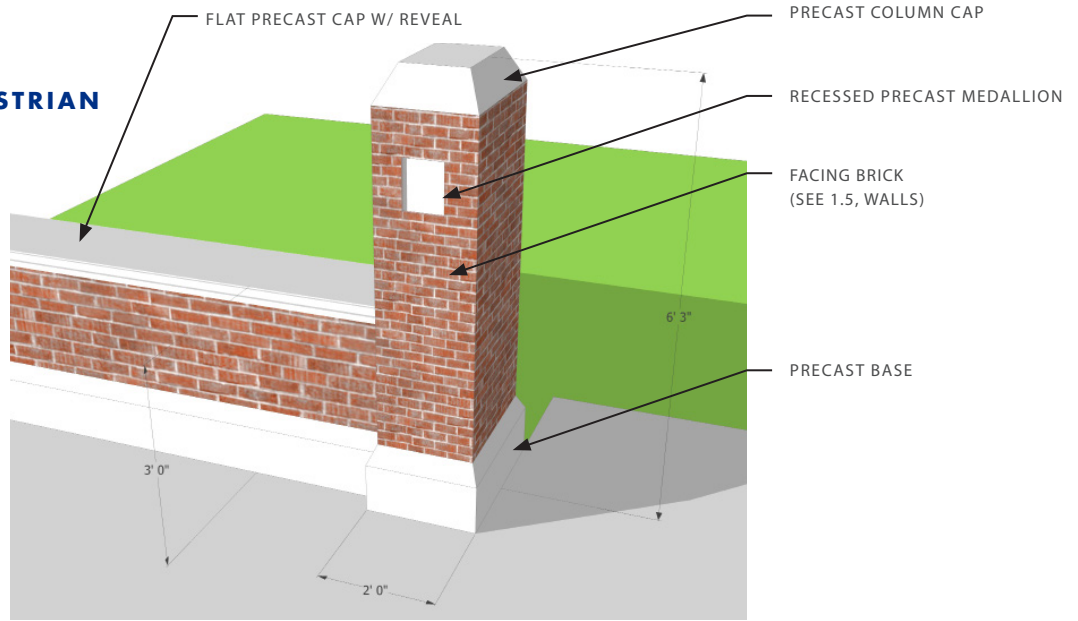 FLAT PRECAST CAP W/ REVEAL
PRECAST COLUMN CAP
STRIAN
RECESSED PRECAST MEDALLION
FACING BRICK
(SEE 1.5, WALLS)
6' 3"
PRECAST BASE
3' 0"
2' 0"